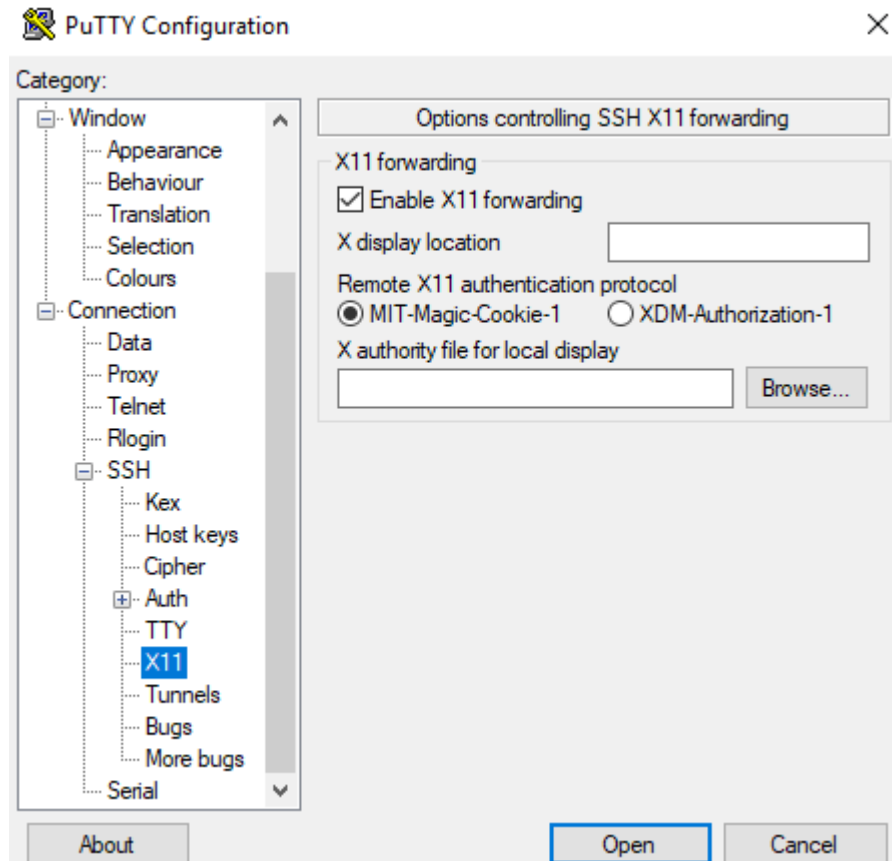 PuTTY Configuration
Category:
Window
Appearance
Behaviour
Translation
Selection
Colours
Connection
Data
Proxy
Telnet
Rlogin
SSH
Kex
Host keys
Cipher
Auth
TTY
X11
Tunnels
Bugs
More bugs
Serial
Options controlling SSH X11 forwarding
X11 forwarding
Enable X11 forwarding
X display location
Remote X11 authentication protocol
MIT-Magic-Cookie-1 XDM-Authorization-1
X authority file for local display
Browse...
About Open Cancel